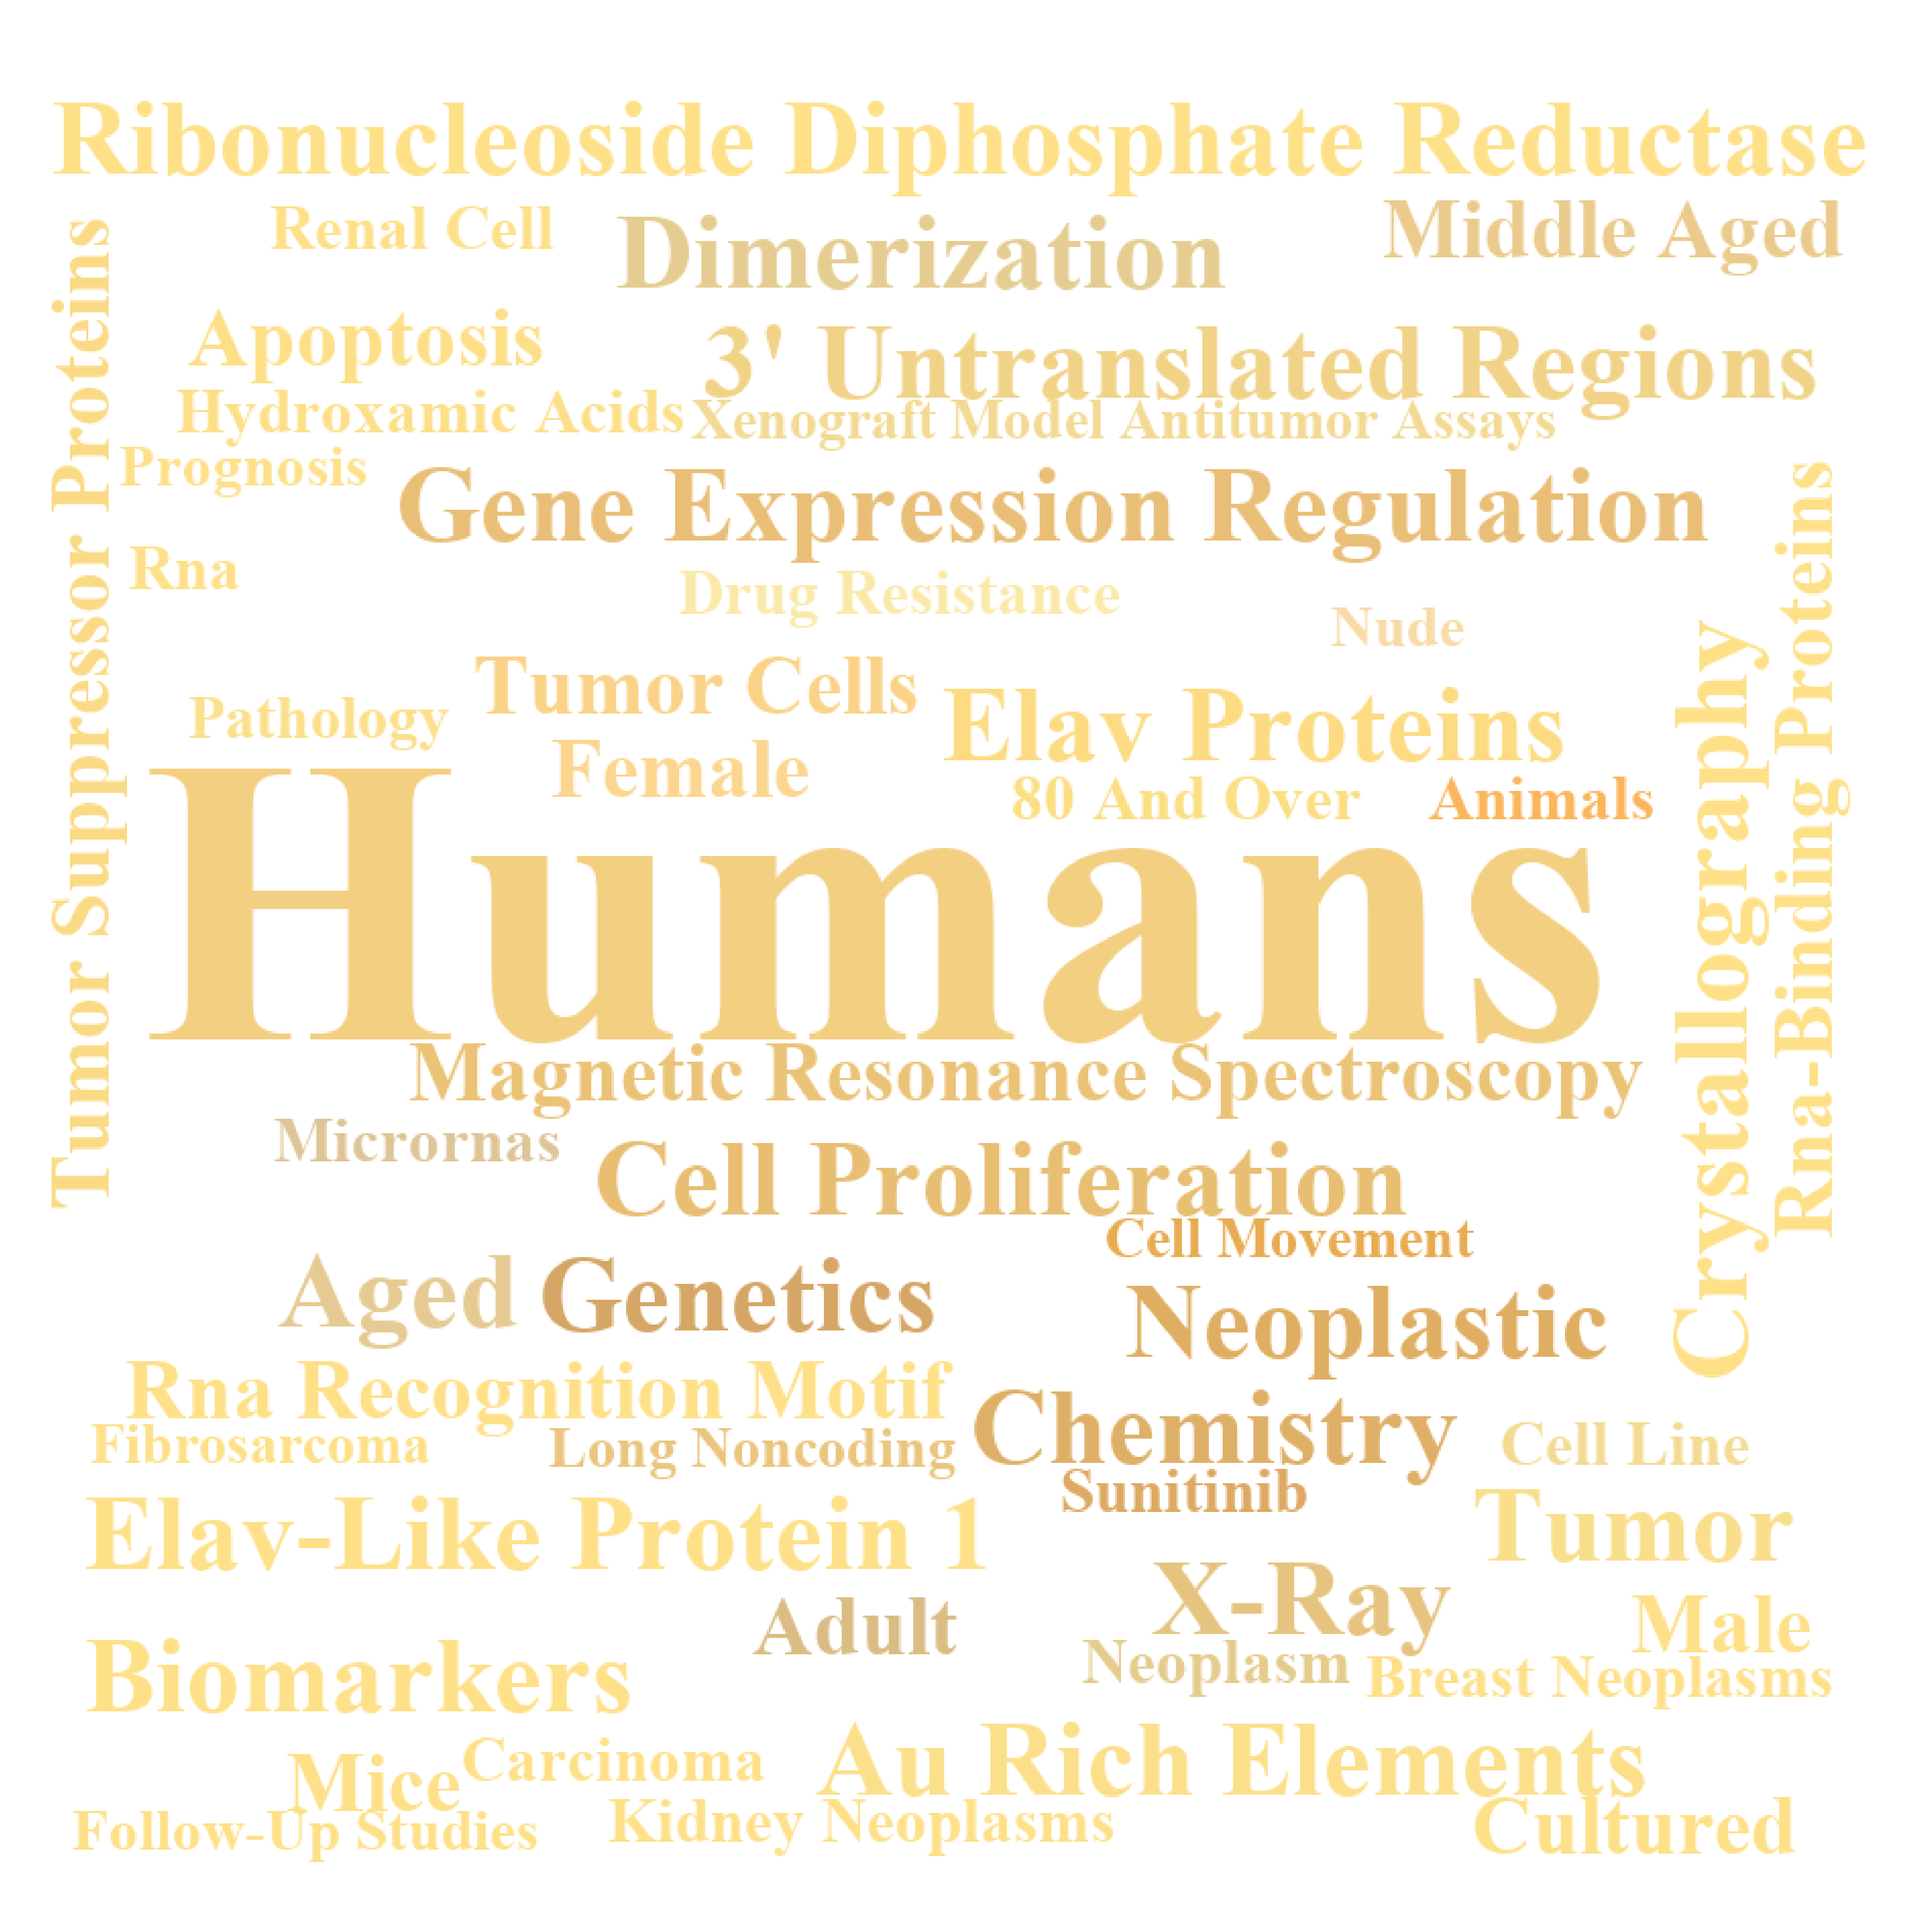 Ribonucleoside Diphosphate Reductase
Renal Cell
Dimerization
Middle Aged
Tumor Suppressor Proteins
Apoptosis
3' Untranslated Regions
Hydroxamic Acids
Xenograft Model Antitumor Assays
Prognosis
Gene Expression Regulation
Rna-Binding Proteins
Rna
Drug Resistance
Nude
Crystallography
Tumor Cells
Pathology
Elav Proteins
Female
80 And Over
Animals
Humans
Magnetic Resonance Spectroscopy
Micrornas
Cell Proliferation
Cell Movement
Aged
Genetics
Neoplastic
Rna Recognition Motif
Chemistry
Fibrosarcoma
Long Noncoding
Cell Line
Sunitinib
Elav-Like Protein 1
Tumor
X-Ray
Adult
Male
Biomarkers
Neoplasm
Breast Neoplasms
Au Rich Elements
Carcinoma
Mice
Follow-Up Studies
Kidney Neoplasms
Cultured